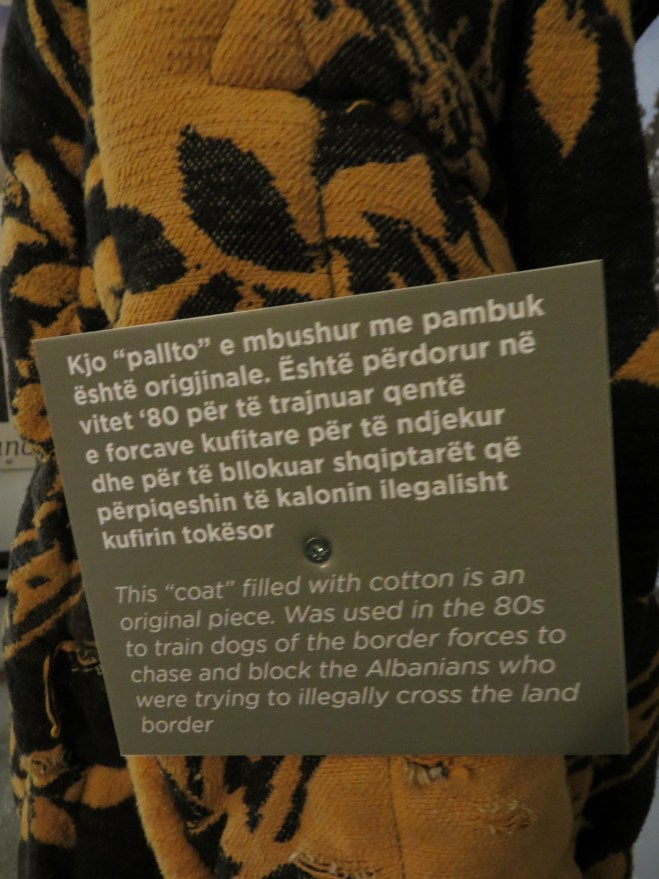 Kjo “pallto” e mbushur me pambuk
është origjinale. Është përdorur në
vitet ‘80 për të trajnuar qentë
e forcave kufitare për të ndjekur
dhe për të bllokuar shqiptarët që
përpiqeshin të kalonin ilegalisht
kufirin tokësor
This “coat” filled with cotton is an
original piece. Was used in the 80s
to train dogs of the border forces to
chase and block the Albanians who
were trying to illegally cross the land
border